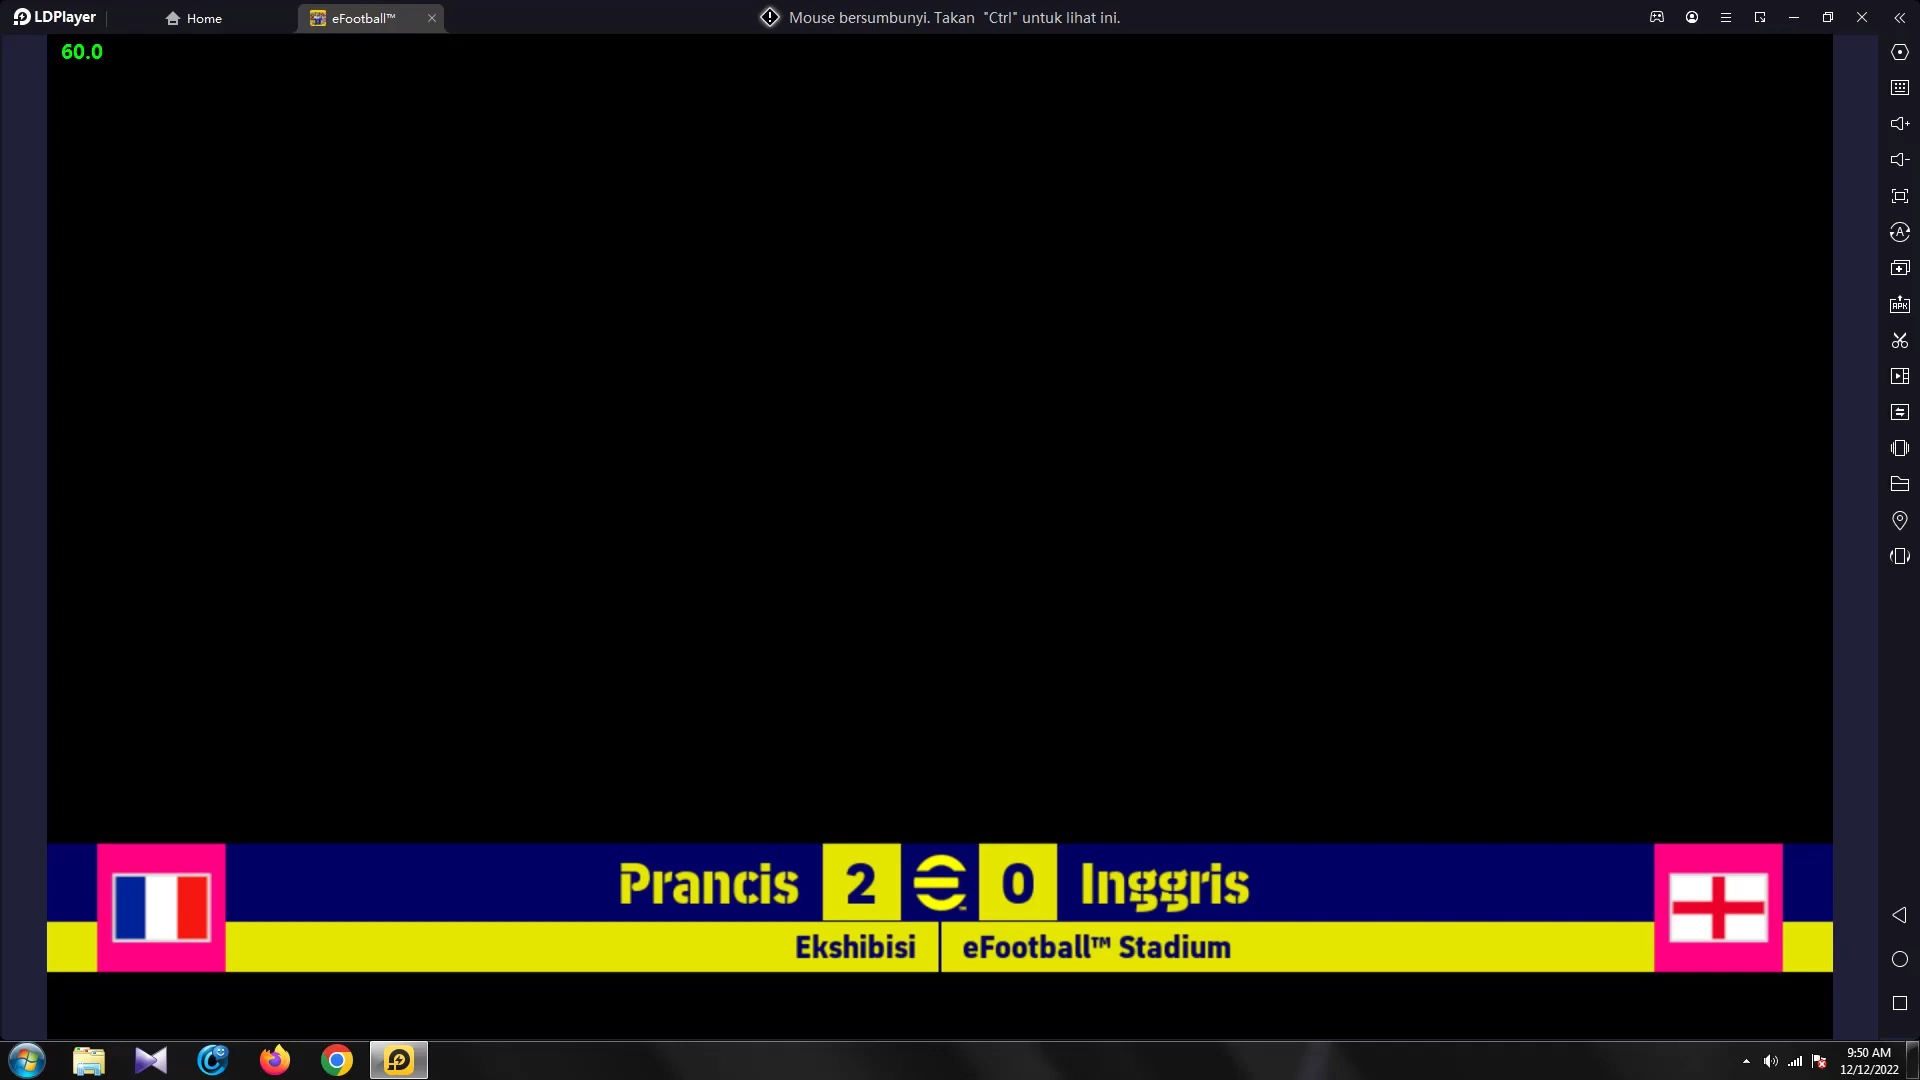 LDPlayer
Home
eFootball™
Mouse bersumbunyi. Takan "Ctrl" untuk lihat ini.
60.0
A
APK
Prancis 2 0 Inggris
Ekshibisi eFootball™ Stadium
9:50 AM
12/12/2022